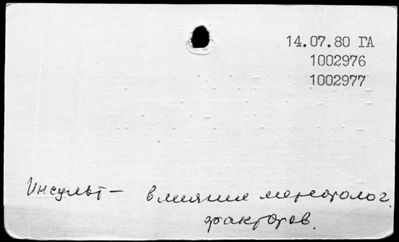 14.07.80 ГА
1002976
1002977
Инсульт — влияние метеоролог.
факторов.